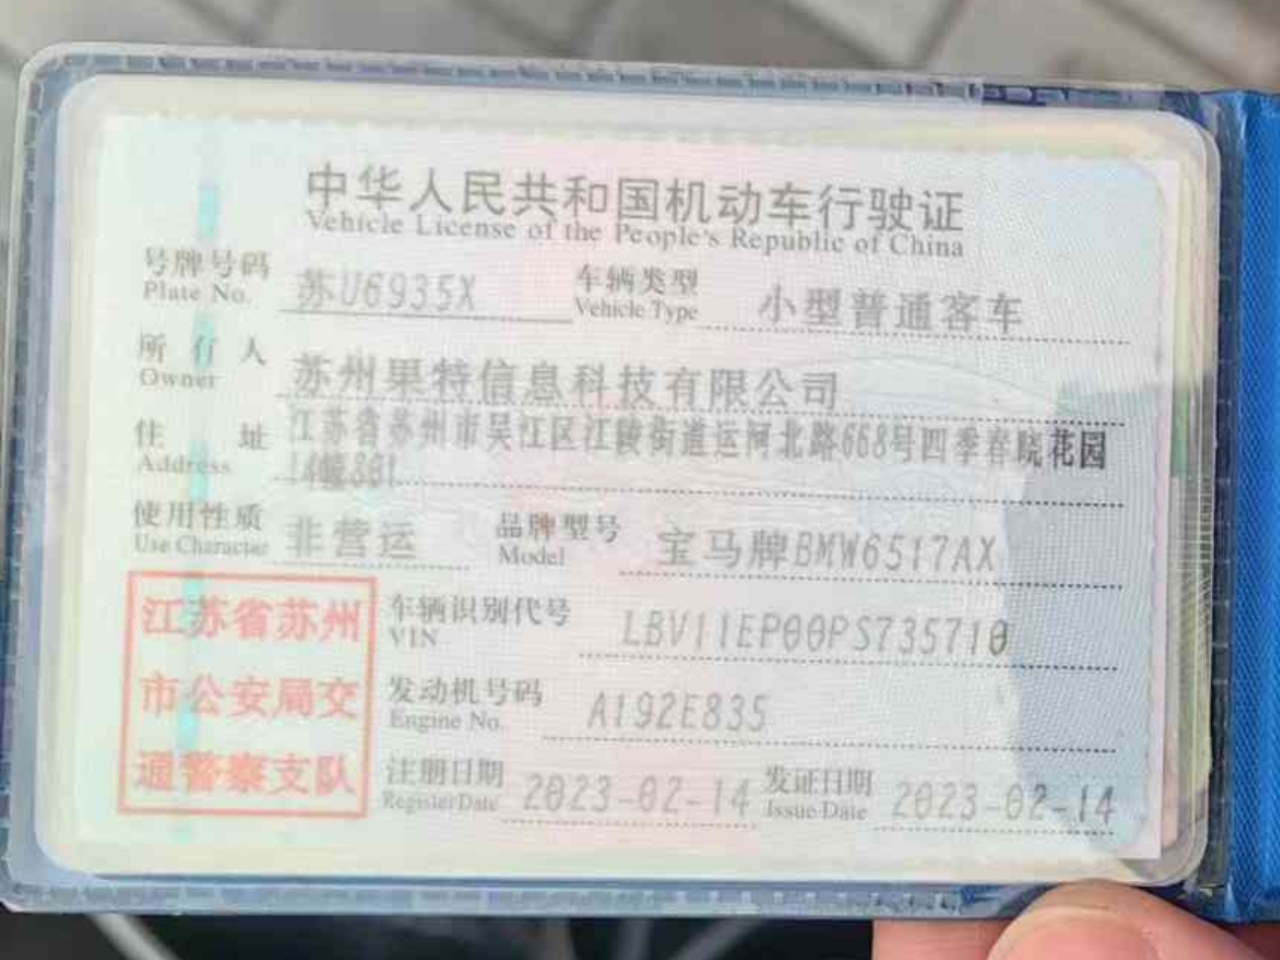 中华人民共和国机动车行驶证
Vehicle License of the People's Republic of China
号牌号码 苏U6935X 车辆类型 小型普通客车
Plate No. Vehicle Type
所有人 苏州果特信息科技有限公司
Owner
住址 江苏省苏州市吴江区江陵街道运河北路668号四季春晓花园
Address 14幢331
使用性质 非营运 品牌型号 宝马牌BMW6517AX
Use Character Model
江苏省苏州
市公安局交
通警察支队
车辆识别代号 LBV11EP00PS735710
VIN
发动机号码 A192E835
Engine No.
注册日期 2023-02-14 发证日期 2023-02-14
Register Date Issue Date